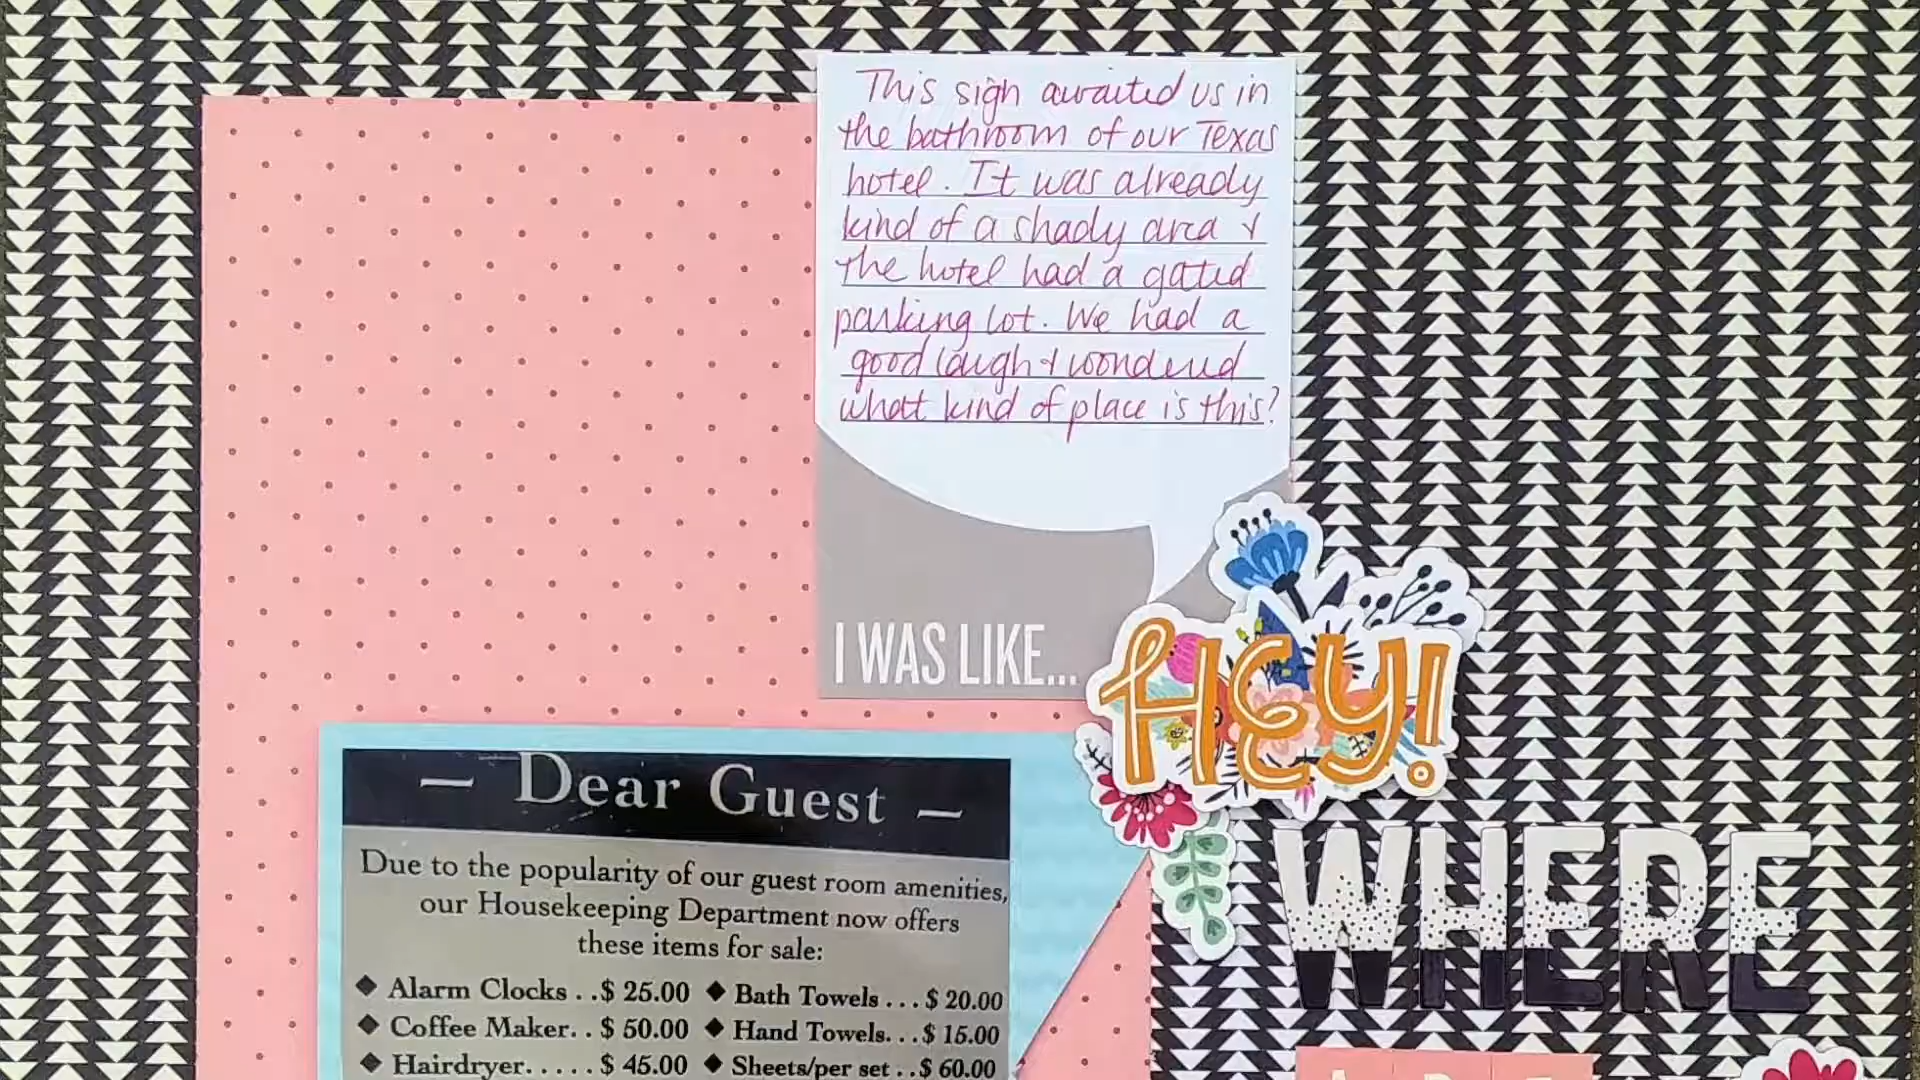 This sign awaited us in
the bathroom of our Texas
hotel. It was already
kind of a shady area &
the hotel had a gated
parking lot. We had a
good laugh & wondered
what kind of place is this?
I WAS LIKE...
HEY!
WHERE
— Dear Guest —
Due to the popularity of our guest room amenities,
our Housekeeping Department now offers
these items for sale:
◆ Alarm Clocks . . $ 25.00 ◆ Bath Towels . . . $ 20.00
◆ Coffee Maker. . $ 50.00 ◆ Hand Towels. . . $ 15.00
◆ Hairdryer. . . . . $ 45.00 ◆ Sheets/per set . . $ 60.00